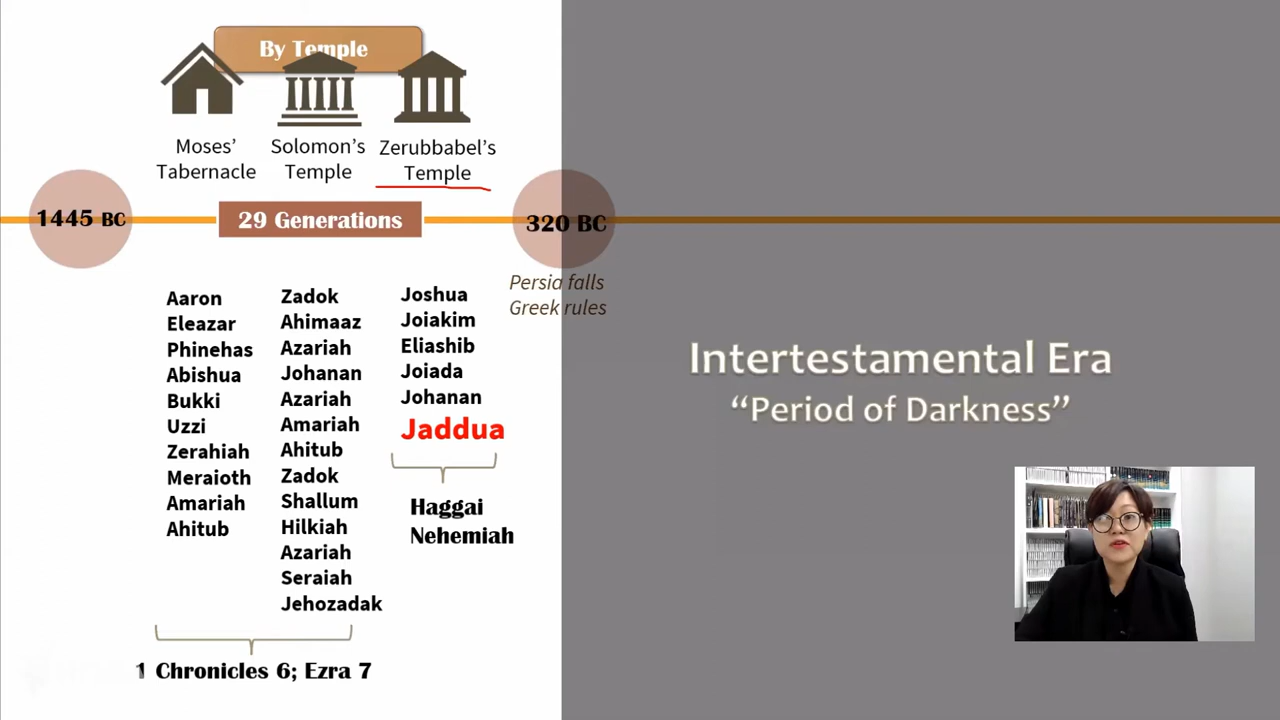 By Temple
Moses’
Tabernacle
Solomon’s
Temple
Zerubbabel’s
Temple
1445 BC
29 Generations
320 BC
Persia falls
Greek rules
Aaron
Eleazar
Phinehas
Abishua
Bukki
Uzzi
Zerahiah
Meraioth
Amariah
Ahitub
Zadok
Ahimaaz
Azariah
Johanan
Azariah
Amariah
Ahitub
Zadok
Shallum
Hilkiah
Azariah
Seraiah
Jehozadak
Joshua
Joiakim
Eliashib
Joiada
Johanan
Jaddua
Haggai
Nehemiah
1 Chronicles 6; Ezra 7
Intertestamental Era
“Period of Darkness”